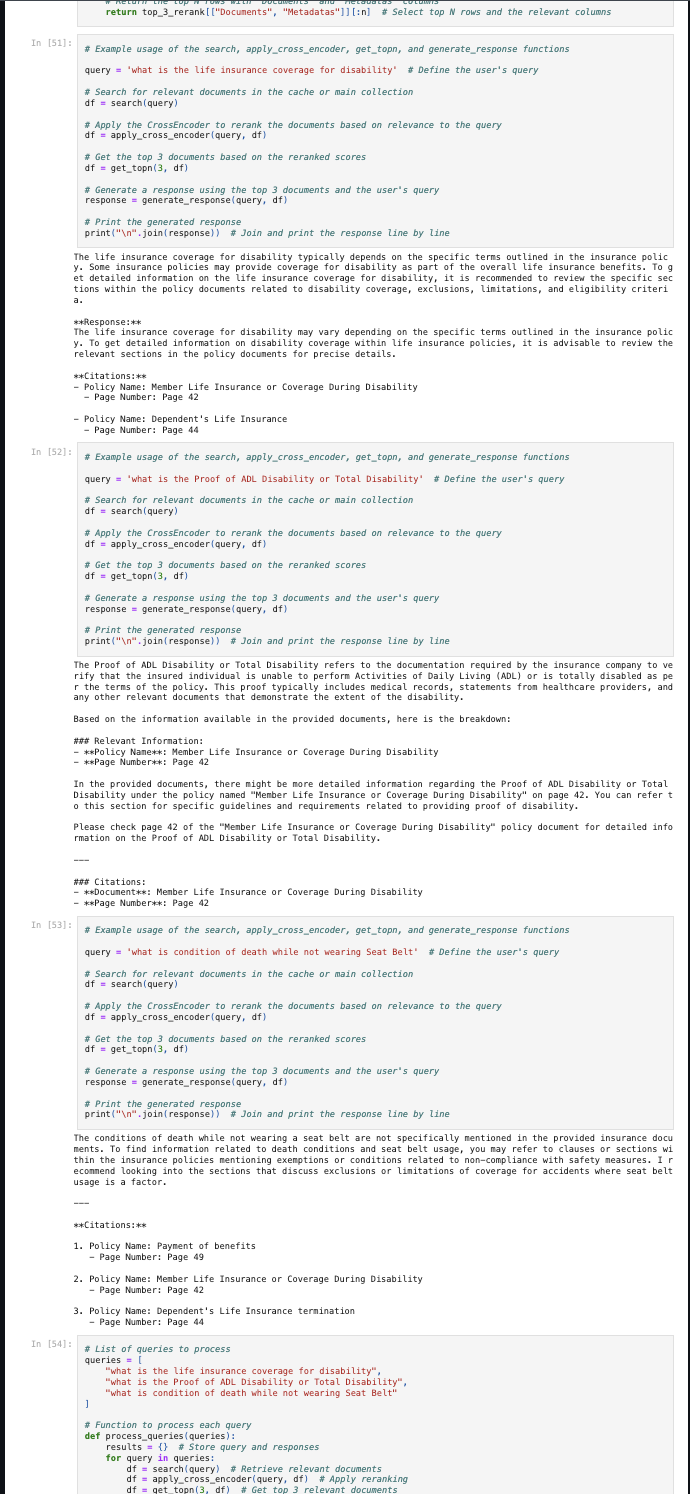 # Return the top N rows with 'Documents' and 'Metadatas' columns
return top_3_rerank[["Documents", "Metadatas"]][:n]  # Select top N rows and the relevant columns
In [51]:
# Example usage of the search, apply_cross_encoder, get_topn, and generate_response functions
query = 'what is the life insurance coverage for disability'  # Define the user's query
# Search for relevant documents in the cache or main collection
df = search(query)
# Apply the CrossEncoder to rerank the documents based on relevance to the query
df = apply_cross_encoder(query, df)
# Get the top 3 documents based on the reranked scores
df = get_topn(3, df)
# Generate a response using the top 3 documents and the user's query
response = generate_response(query, df)
# Print the generated response
print("\n".join(response))  # Join and print the response line by line
The life insurance coverage for disability typically depends on the specific terms outlined in the insurance polic
y. Some insurance policies may provide coverage for disability as part of the overall life insurance benefits. To g
et detailed information on the life insurance coverage for disability, it is recommended to review the specific sec
tions within the policy documents related to disability coverage, exclusions, limitations, and eligibility criteri
a.
**Response:**
The life insurance coverage for disability may vary depending on the specific terms outlined in the insurance polic
y. To get detailed information on disability coverage within life insurance policies, it is advisable to review the
relevant sections in the policy documents for precise details.
**Citations:**
- Policy Name: Member Life Insurance or Coverage During Disability
- Page Number: Page 42
- Policy Name: Dependent's Life Insurance
- Page Number: Page 44
In [52]:
# Example usage of the search, apply_cross_encoder, get_topn, and generate_response functions
query = 'what is the Proof of ADL Disability or Total Disability'  # Define the user's query
# Search for relevant documents in the cache or main collection
df = search(query)
# Apply the CrossEncoder to rerank the documents based on relevance to the query
df = apply_cross_encoder(query, df)
# Get the top 3 documents based on the reranked scores
df = get_topn(3, df)
# Generate a response using the top 3 documents and the user's query
response = generate_response(query, df)
# Print the generated response
print("\n".join(response))  # Join and print the response line by line
The Proof of ADL Disability or Total Disability refers to the documentation required by the insurance company to ve
rify that the insured individual is unable to perform Activities of Daily Living (ADL) or is totally disabled as pe
r the terms of the policy. This proof typically includes medical records, statements from healthcare providers, and
any other relevant documents that demonstrate the extent of the disability.
Based on the information available in the provided documents, here is the breakdown:
### Relevant Information:
- **Policy Name**: Member Life Insurance or Coverage During Disability
- **Page Number**: Page 42
In the provided documents, there might be more detailed information regarding the Proof of ADL Disability or Total
Disability under the policy named "Member Life Insurance or Coverage During Disability" on page 42. You can refer t
o this section for specific guidelines and requirements related to providing proof of disability.
Please check page 42 of the "Member Life Insurance or Coverage During Disability" policy document for detailed info
rmation on the Proof of ADL Disability or Total Disability.
---
### Citations:
- **Document**: Member Life Insurance or Coverage During Disability
- **Page Number**: Page 42
In [53]:
# Example usage of the search, apply_cross_encoder, get_topn, and generate_response functions
query = 'what is condition of death while not wearing Seat Belt'  # Define the user's query
# Search for relevant documents in the cache or main collection
df = search(query)
# Apply the CrossEncoder to rerank the documents based on relevance to the query
df = apply_cross_encoder(query, df)
# Get the top 3 documents based on the reranked scores
df = get_topn(3, df)
# Generate a response using the top 3 documents and the user's query
response = generate_response(query, df)
# Print the generated response
print("\n".join(response))  # Join and print the response line by line
The conditions of death while not wearing a seat belt are not specifically mentioned in the provided insurance docu
ments. To find information related to death conditions and seat belt usage, you may refer to clauses or sections wi
thin the insurance policies mentioning exemptions or conditions related to non-compliance with safety measures. I r
ecommend looking into the sections that discuss exclusions or limitations of coverage for accidents where seat belt
usage is a factor.
---
**Citations:**
1. Policy Name: Payment of benefits
- Page Number: Page 49
2. Policy Name: Member Life Insurance or Coverage During Disability
- Page Number: Page 42
3. Policy Name: Dependent's Life Insurance termination
- Page Number: Page 44
In [54]:
# List of queries to process
queries = [
"what is the life insurance coverage for disability",
"what is the Proof of ADL Disability or Total Disability",
"what is condition of death while not wearing Seat Belt"
]
# Function to process each query
def process_queries(queries):
results = {}  # Store query and responses
for query in queries:
df = search(query)  # Retrieve relevant documents
df = apply_cross_encoder(query, df)  # Apply reranking
df = get_topn(3, df)  # Get top 3 relevant documents